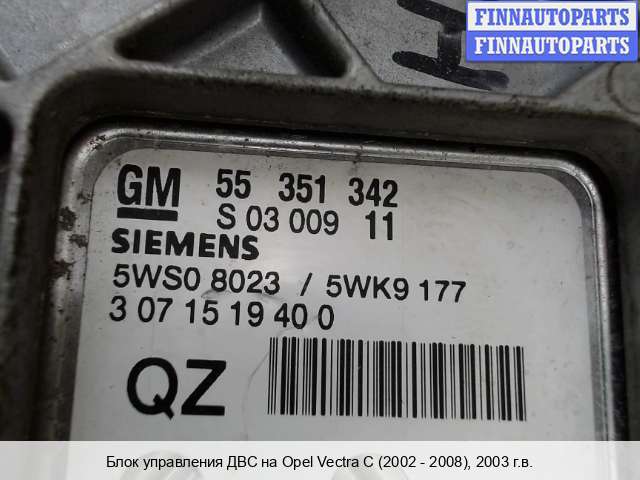 FINNAUTOPARTS
FINNAUTOPARTS
GM 55 351 342
S 03 009 11
SIEMENS
5WS0 8023 / 5WK9 177
3 07 15 19 40 0
QZ
Блок управления ДВС на Opel Vectra C (2002 - 2008), 2003 г.в.